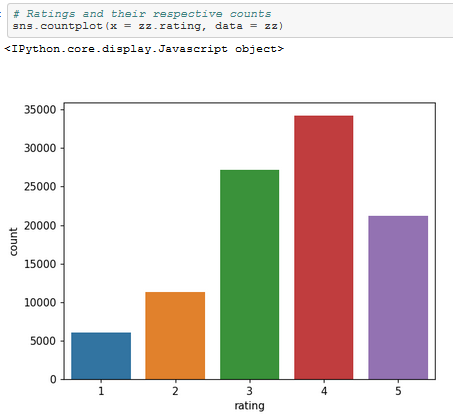 # Ratings and their respective counts
sns.countplot(x = zz.rating, data = zz)
<IPython.core.display.Javascript object>
35000
30000
25000
20000
15000
10000
5000
0
count
1 2 3 4 5
rating